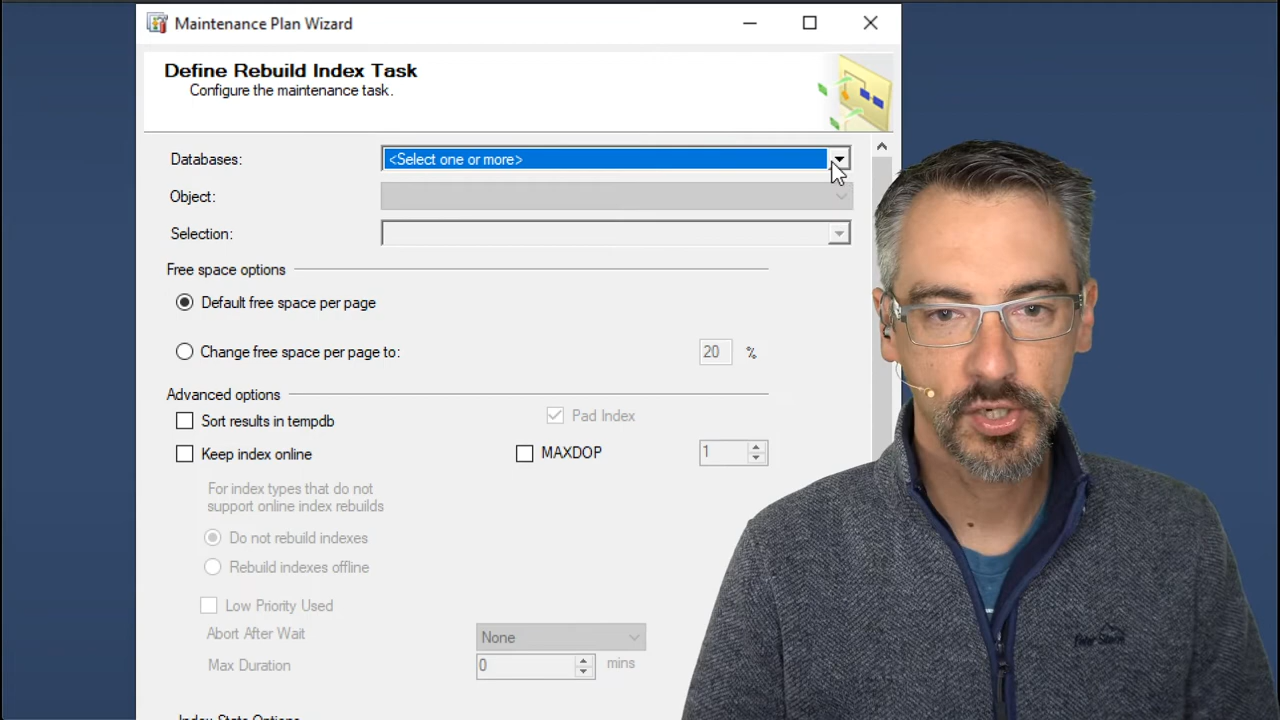 Maintenance Plan Wizard
Define Rebuild Index Task
Configure the maintenance task.
Databases:
<Select one or more>
Object:
Selection:
Free space options
Default free space per page
Change free space per page to:
20 %
Advanced options
Sort results in tempdb
Pad Index
Keep index online
MAXDOP
1
For index types that do not
support online index rebuilds
Do not rebuild indexes
Rebuild indexes offline
Low Priority Used
Abort After Wait
None
Max Duration
0 mins
Index State Options